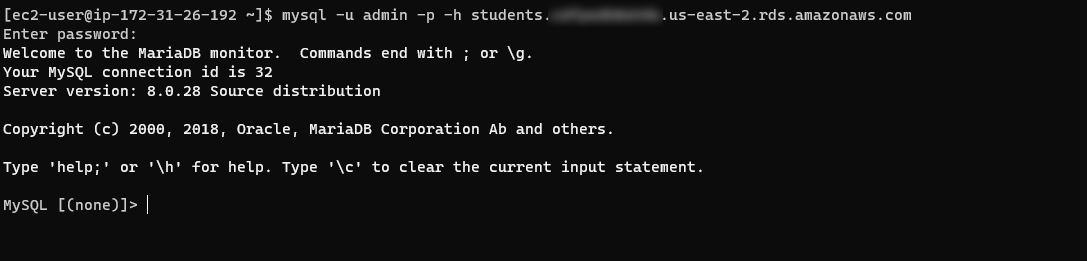 [ec2-user@ip-172-31-26-192 ~]$ mysql -u admin -p -h students. .us-east-2.rds.amazonaws.com
Enter password:
Welcome to the MariaDB monitor.  Commands end with ; or \g.
Your MySQL connection id is 32
Server version: 8.0.28 Source distribution
Copyright (c) 2000, 2018, Oracle, MariaDB Corporation Ab and others.
Type 'help;' or '\h' for help. Type '\c' to clear the current input statement.
MySQL [(none)]>